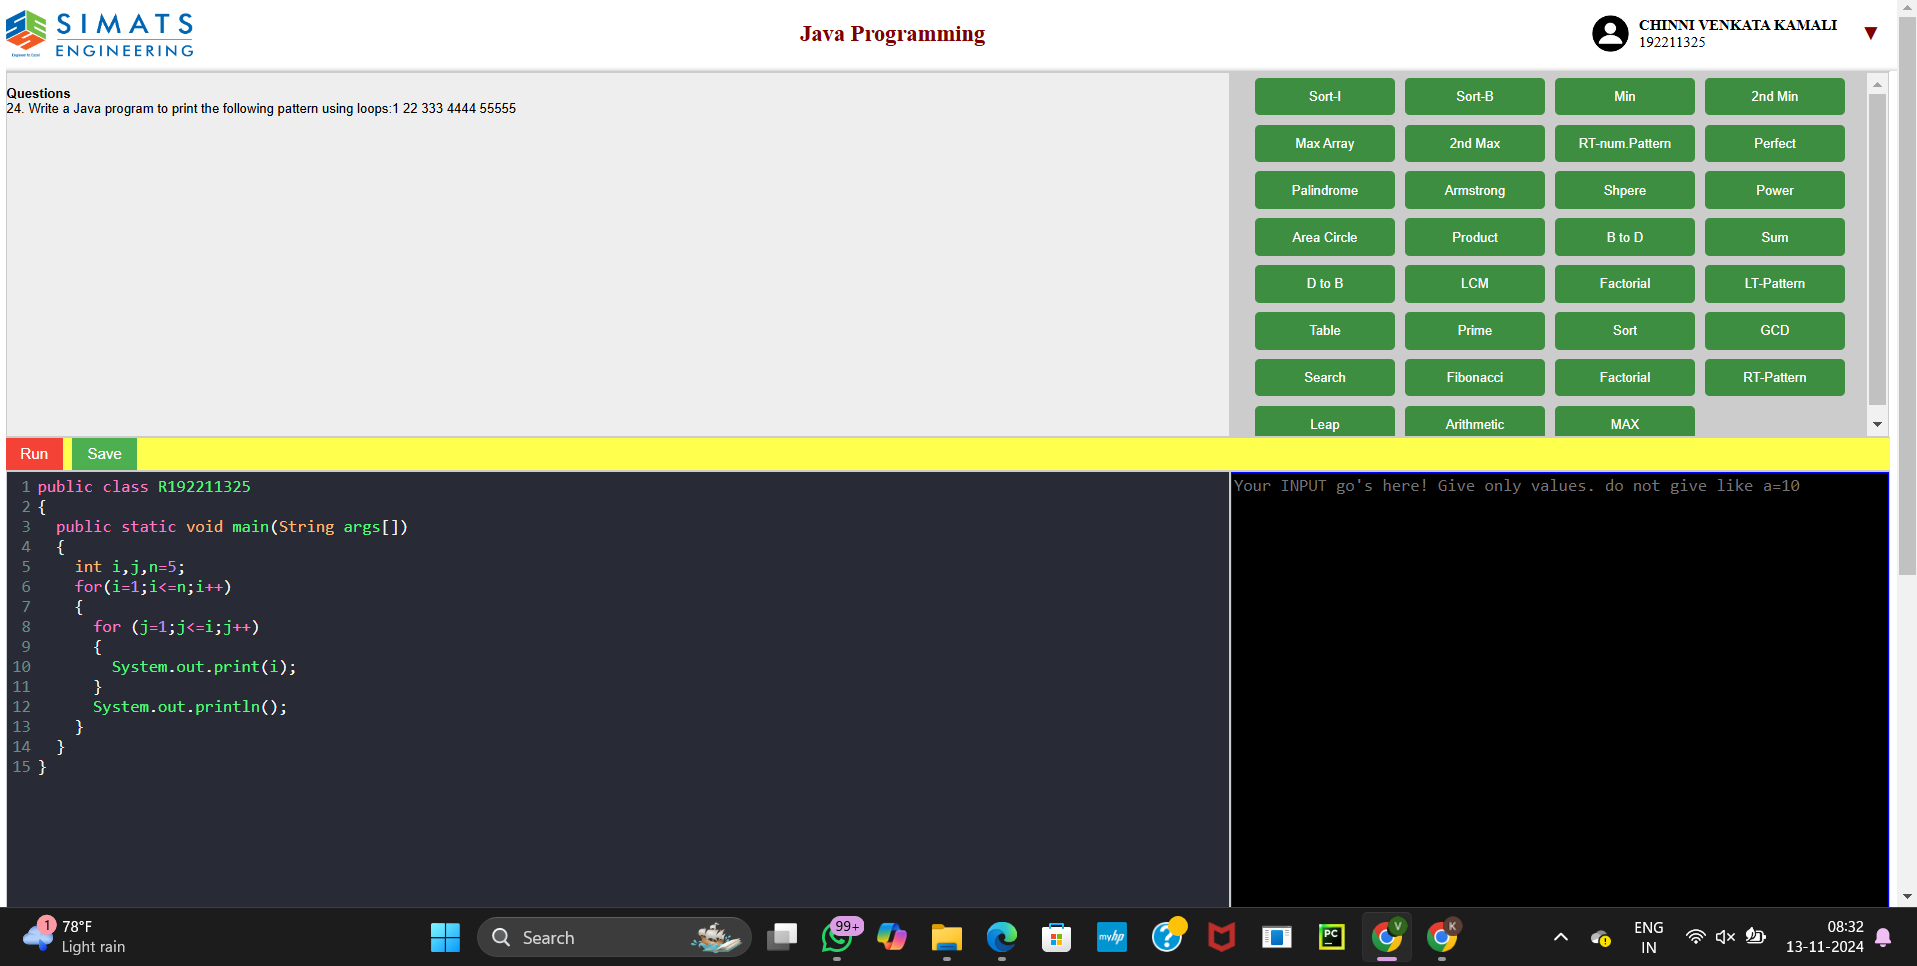 SIMATS
ENGINEERING
Java Programming
CHINNI VENKATA KAMALI
192211325
Questions
24. Write a Java program to print the following pattern using loops:1 22 333 4444 55555
Sort-I Sort-B Min 2nd Min
Max Array 2nd Max RT-num.Pattern Perfect
Palindrome Armstrong Shpere Power
Area Circle Product B to D Sum
D to B LCM Factorial LT-Pattern
Table Prime Sort GCD
Search Fibonacci Factorial RT-Pattern
Leap Arithmetic MAX
Run Save
1 public class R192211325
2 {
3 public static void main(String args[])
4 {
5 int i,j,n=5;
6 for(i=1;i<=n;i++)
7 {
8 for (j=1;j<=i;j++)
9 {
10 System.out.print(i);
11 }
12 System.out.println();
13 }
14 }
15 }
Your INPUT go's here! Give only values. do not give like a=10
1
78°F
Light rain
Search
99+
myhp
PC
V
K
ENG
IN
08:32
13-11-2024